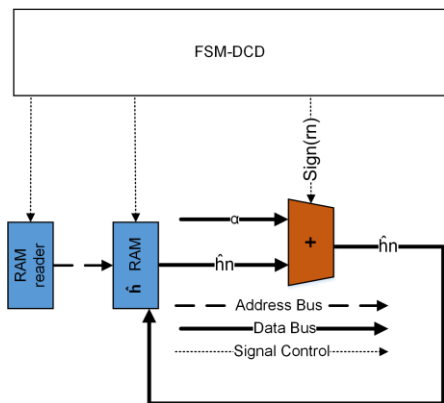 FSM-DCD
Sign(rn)
α
RAM
reader
ĥ RAM
ĥn
+
ĥn
Address Bus
Data Bus
Signal Control